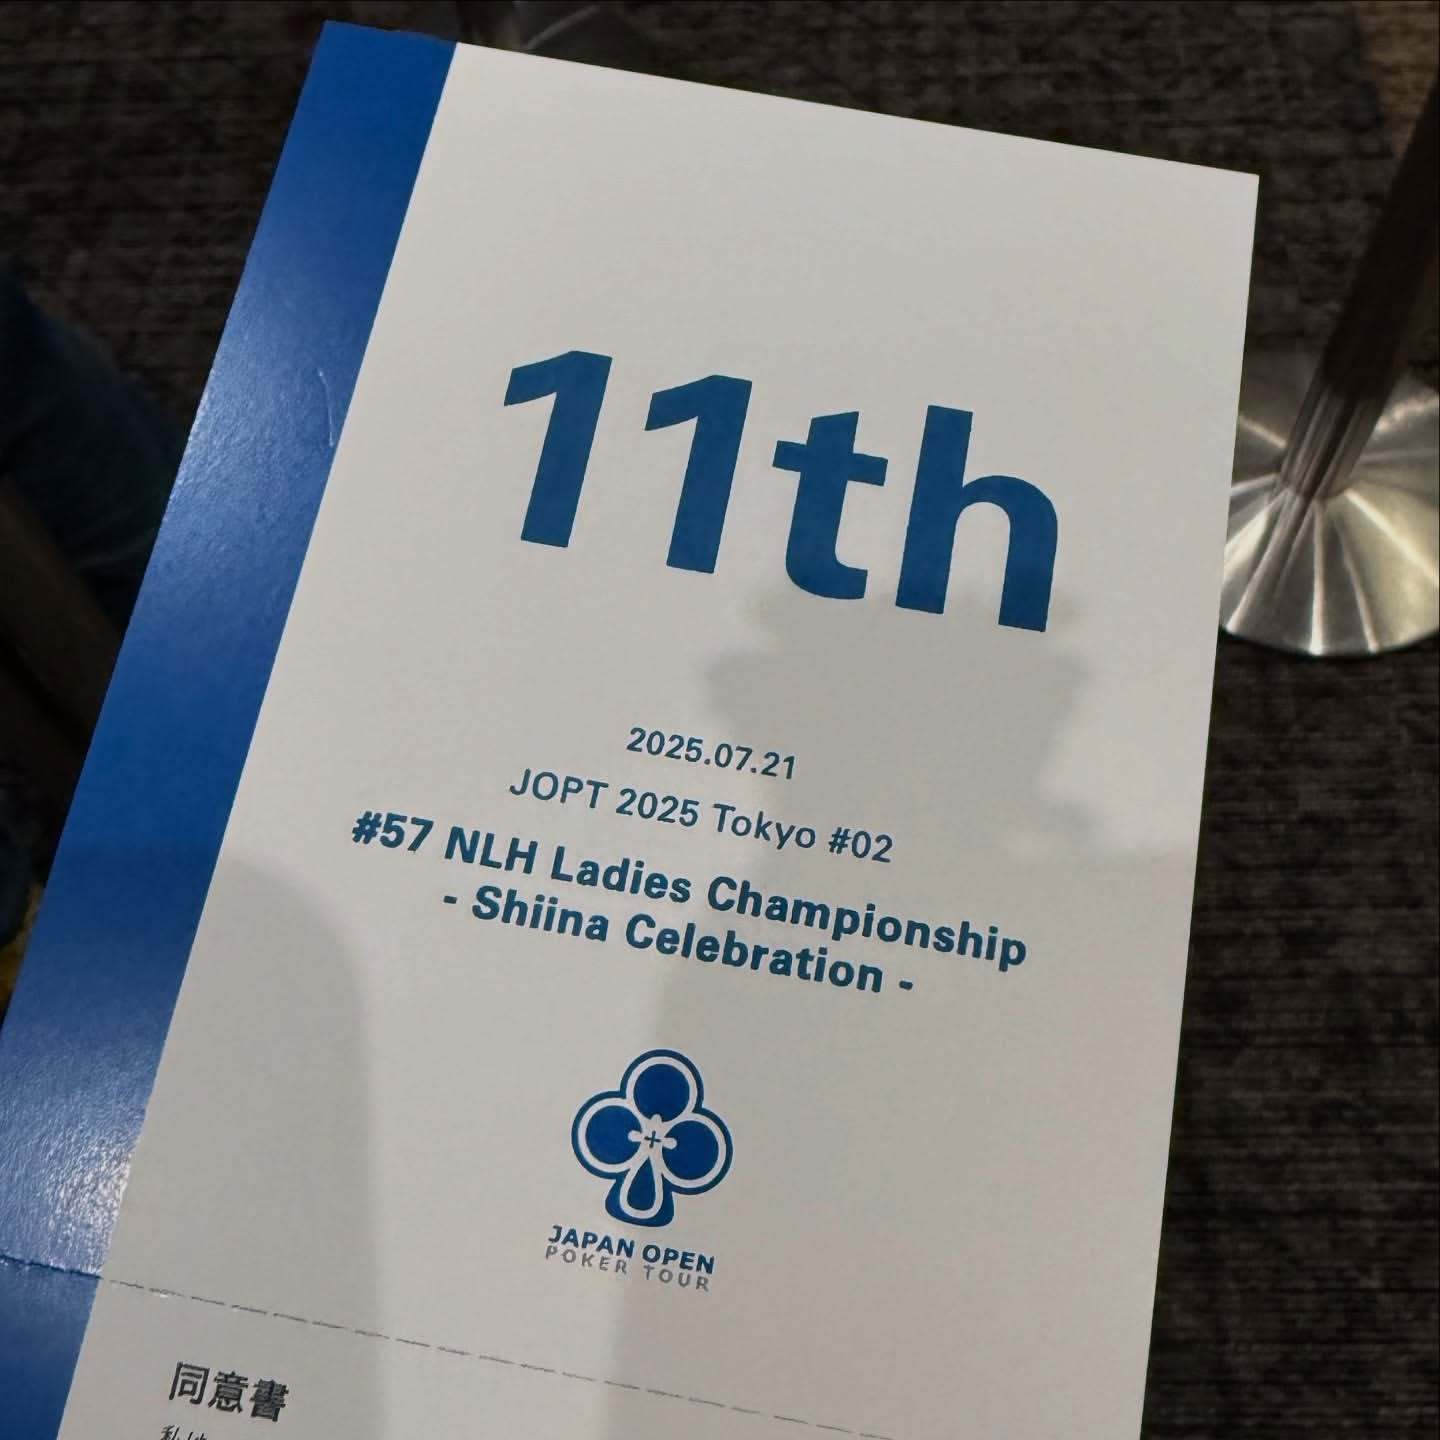 11th
2025.07.21
JOPT 2025 Tokyo #02
#57 NLH Ladies Championship
- Shiina Celebration -
JAPAN OPEN
POKER TOUR
同意書